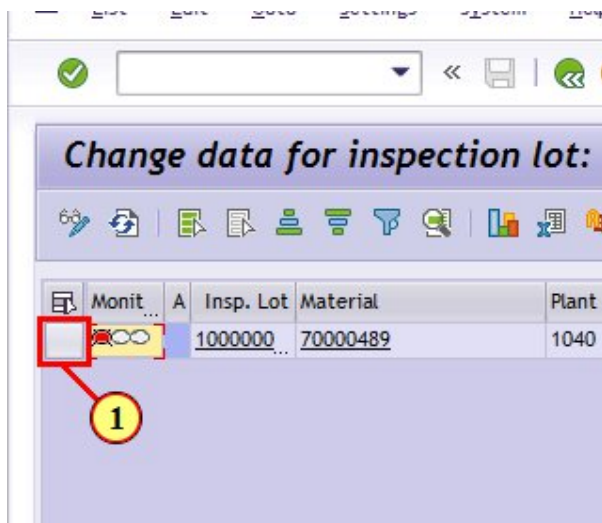 Change data for inspection lot:
Monit... A Insp. Lot Material Plant
1000000... 70000489 1040
1